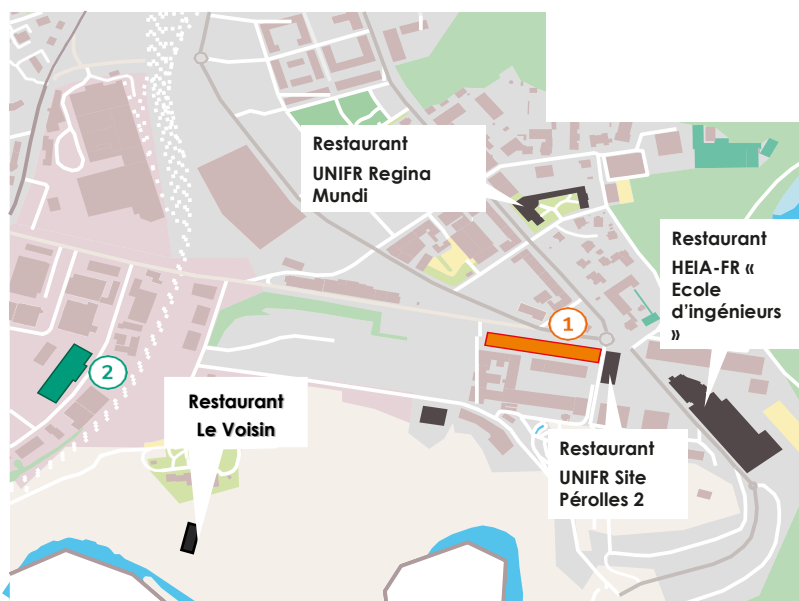 Restaurant
UNIFR Regina
Mundi
Restaurant
HEIA-FR «
Ecole
d’ingénieurs
»
1
2
Restaurant
Le Voisin
Restaurant
UNIFR Site
Pérolles 2